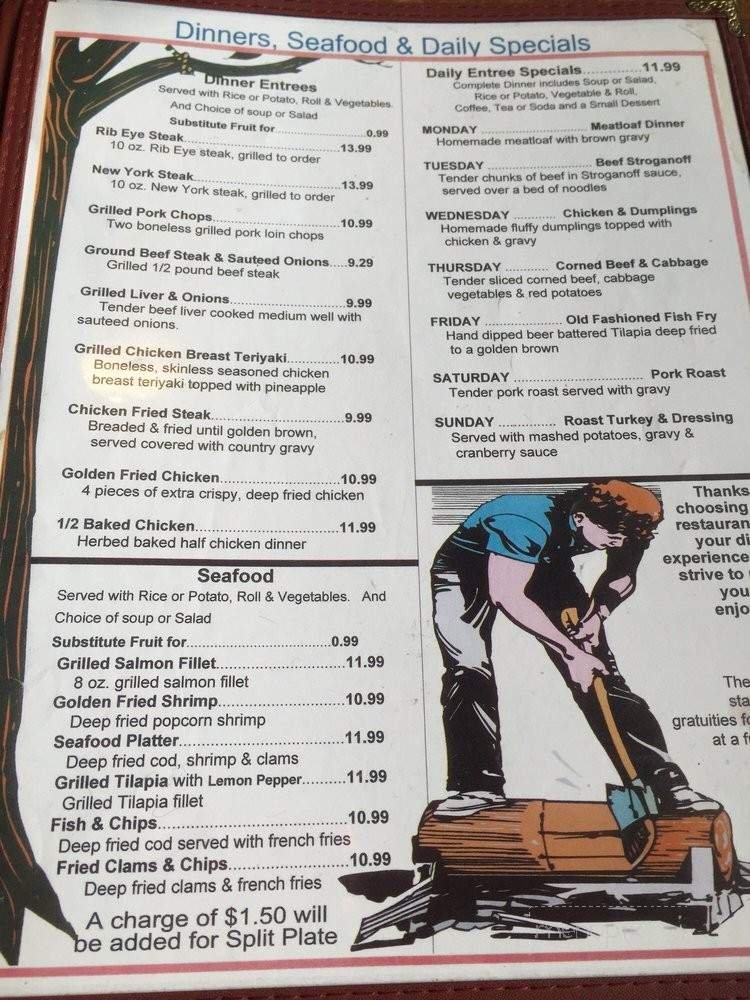 Dinners, Seafood & Daily Specials
Dinner Entrees
Served with Rice or Potato, Roll & Vegetables.
And Choice of soup or Salad
Substitute Fruit for..............................0.99
Rib Eye Steak......................................13.99
10 oz. Rib Eye steak, grilled to order
New York Steak....................................13.99
10 oz. New York steak, grilled to order
Grilled Pork Chops...............................10.99
Two boneless grilled pork loin chops
Ground Beef Steak & Sauteed Onions.....9.29
Grilled 1/2 pound beef steak
Grilled Liver & Onions...........................9.99
Tender beef liver cooked medium well with
sauteed onions.
Grilled Chicken Breast Teriyaki.............10.99
Boneless, skinless seasoned chicken
breast teriyaki topped with pineapple
Chicken Fried Steak...............................9.99
Breaded & fried until golden brown,
served covered with country gravy
Golden Fried Chicken............................10.99
4 pieces of extra crispy, deep fried chicken
1/2 Baked Chicken.................................11.99
Herbed baked half chicken dinner
Seafood
Served with Rice or Potato, Roll & Vegetables. And
Choice of soup or Salad
Substitute Fruit for.................................0.99
Grilled Salmon Fillet.............................11.99
8 oz. grilled salmon fillet
Golden Fried Shrimp.............................10.99
Deep fried popcorn shrimp
Seafood Platter......................................11.99
Deep fried cod, shrimp & clams
Grilled Tilapia with Lemon Pepper..........11.99
Grilled Tilapia fillet
Fish & Chips...........................................10.99
Deep fried cod served with french fries
Fried Clams & Chips...........................10.99
Deep fried clams & french fries
A charge of $1.50 will
be added for Split Plate
Daily Entree Specials...............11.99
Complete Dinner includes Soup or Salad,
Rice or Potato, Vegetable & Roll,
Coffee, Tea or Soda and a Small Dessert
MONDAY ........................... Meatloaf Dinner
Homemade meatloaf with brown gravy
TUESDAY ........................... Beef Stroganoff
Tender chunks of beef in Stroganoff sauce,
served over a bed of noodles
WEDNESDAY ........... Chicken & Dumplings
Homemade fluffy dumplings topped with
chicken & gravy
THURSDAY ........... Corned Beef & Cabbage
Tender sliced corned beef, cabbage
vegetables & red potatoes
FRIDAY .................... Old Fashioned Fish Fry
Hand dipped beer battered Tilapia deep fried
to a golden brown
SATURDAY .................................. Pork Roast
Tender pork roast served with gravy
SUNDAY ............... Roast Turkey & Dressing
Served with mashed potatoes, gravy &
cranberry sauce
Thanks
choosing
restauran
your di
experience
strive to
you
enjo
The
sta
gratuities fo
at a f